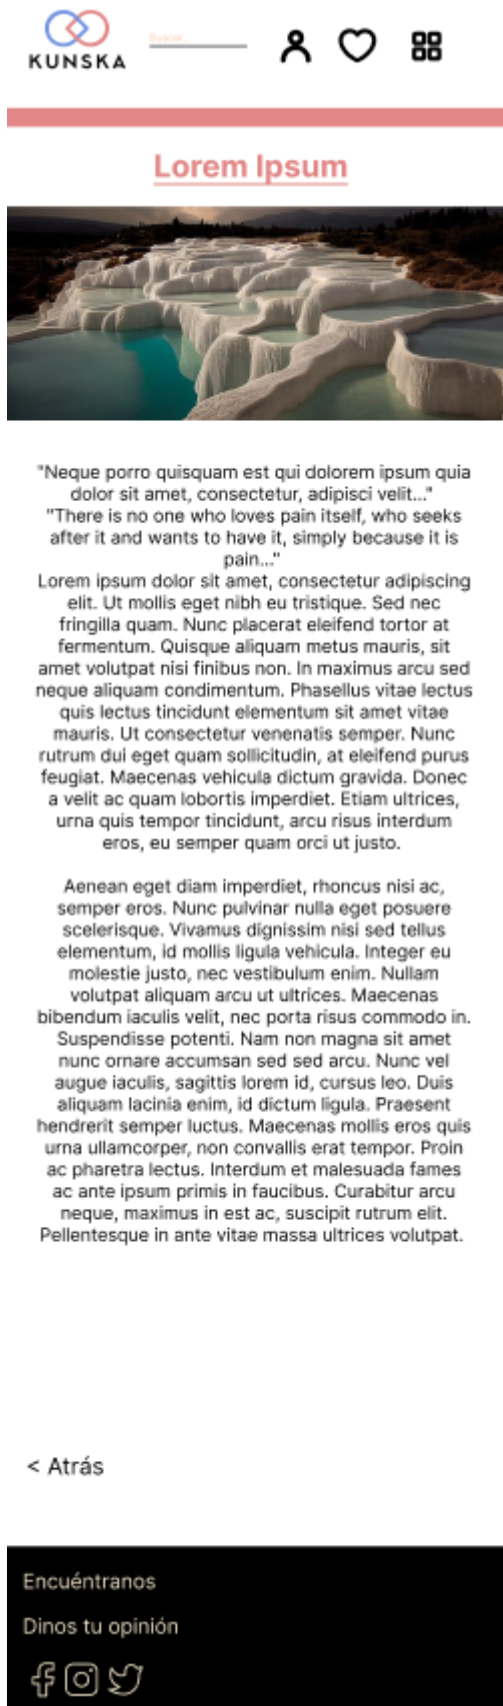 KUNSKA
Buscar...
Lorem Ipsum
"Neque porro quisquam est qui dolorem ipsum quia
dolor sit amet, consectetur, adipisci velit..."
"There is no one who loves pain itself, who seeks
after it and wants to have it, simply because it is
pain..."
Lorem ipsum dolor sit amet, consectetur adipiscing
elit. Ut mollis eget nibh eu tristique. Sed nec
fringilla quam. Nunc placerat eleifend tortor at
fermentum. Quisque aliquam metus mauris, sit
amet volutpat nisi finibus non. In maximus arcu sed
neque aliquam condimentum. Phasellus vitae lectus
quis lectus tincidunt elementum sit amet vitae
mauris. Ut consectetur venenatis semper. Nunc
rutrum dui eget quam sollicitudin, at eleifend purus
feugiat. Maecenas vehicula dictum gravida. Donec
a velit ac quam lobortis imperdiet. Etiam ultrices,
urna quis tempor tincidunt, arcu risus interdum
eros, eu semper quam orci ut justo.
Aenean eget diam imperdiet, rhoncus nisi ac,
semper eros. Nunc pulvinar nulla eget posuere
scelerisque. Vivamus dignissim nisi sed tellus
elementum, id mollis ligula vehicula. Integer eu
molestie justo, nec vestibulum enim. Nullam
volutpat aliquam arcu ut ultrices. Maecenas
bibendum iaculis velit, nec porta risus commodo in.
Suspendisse potenti. Nam non magna sit amet
nunc ornare accumsan sed sed arcu. Nunc vel
augue iaculis, sagittis lorem id, cursus leo. Duis
aliquam lacinia enim, id dictum ligula. Praesent
hendrerit semper luctus. Maecenas mollis eros quis
urna ullamcorper, non convallis erat tempor. Proin
ac pharetra lectus. Interdum et malesuada fames
ac ante ipsum primis in faucibus. Curabitur arcu
neque, maximus in est ac, suscipit rutrum elit.
Pellentesque in ante vitae massa ultrices volutpat.
< Atrás
Encuéntranos
Dinos tu opinión